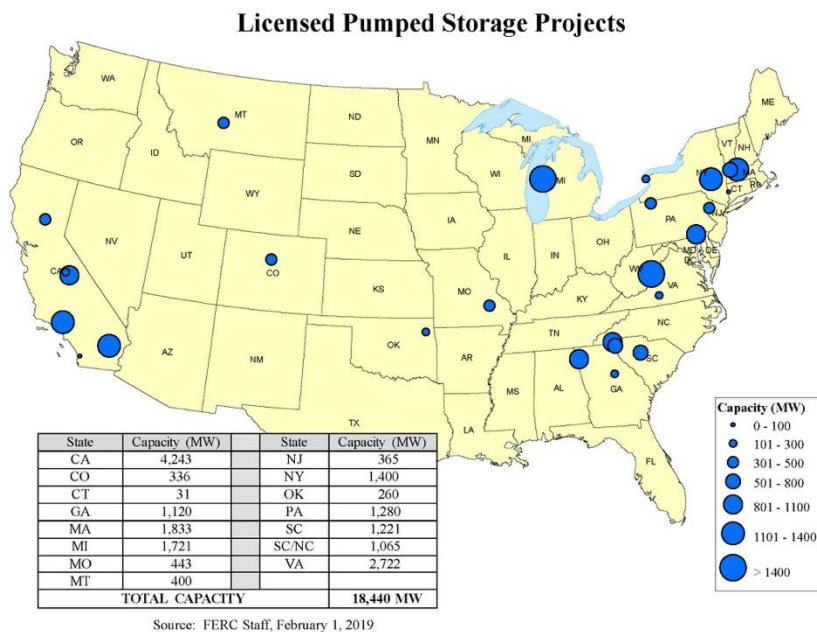 Licensed Pumped Storage Projects
WA
MT
ND
MN
ME
OR
ID
SD
WI
MI
MI
VT
NH
NY
MA
CT
RI
WY
IA
PA
NJ
NE
NV
UT
CO
IL
IN
OH
MD
DE
DC
WV
VA
CA
KS
MO
KY
NC
TN
AZ
NM
OK
AR
SC
MS
AL
GA
TX
LA
FL
State Capacity (MW) State Capacity (MW)
CA 4,243 NJ 365
CO 336 NY 1,400
CT 31 OK 260
GA 1,120 PA 1,280
MA 1,833 SC 1,221
MI 1,721 SC/NC 1,065
MO 443 VA 2,722
MT 400
TOTAL CAPACITY 18,440 MW
Source: FERC Staff, February 1, 2019
Capacity (MW)
0 - 100
101 - 300
301 - 500
501 - 800
801 - 1100
1101 - 1400
> 1400